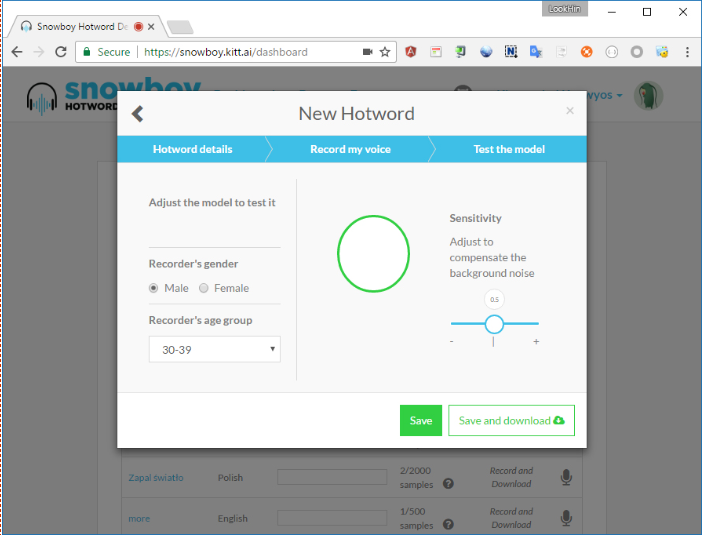 LookHin
Snowboy Hotword De
Secure https://snowboy.kitt.ai/dashboard
snowboy
HOTWORD
wyos
New Hotword
Hotword details
Record my voice
Test the model
Adjust the model to test it
Recorder's gender
Male
Female
Recorder's age group
30-39
Sensitivity
Adjust to
compensate the
background noise
0.5
- | +
Save
Save and download
Zapal światło
Polish
2/2000
samples
Record and
Download
more
English
1/500
samples
Record and
Download